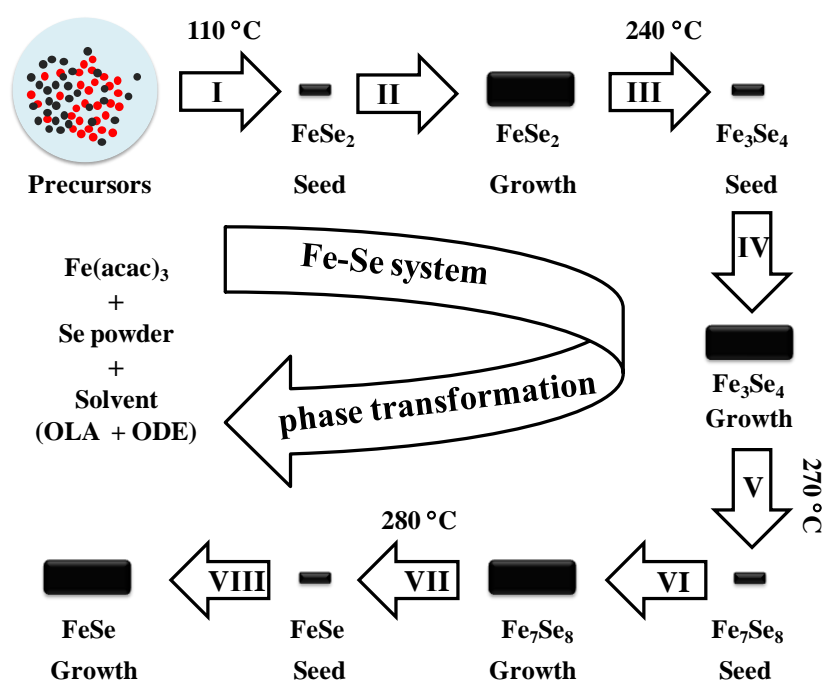 110 °C
240 °C
I
II
III
FeSe₂
FeSe₂
Fe₃Se₄
Precursors
Seed
Growth
Seed
IV
Fe-Se system
phase transformation
Fe(acac)₃
+
Se powder
+
Solvent
(OLA + ODE)
Fe₃Se₄
Growth
V
270 °C
280 °C
VIII
VII
VI
FeSe
FeSe
Fe₇Se₈
Fe₇Se₈
Growth
Seed
Growth
Seed